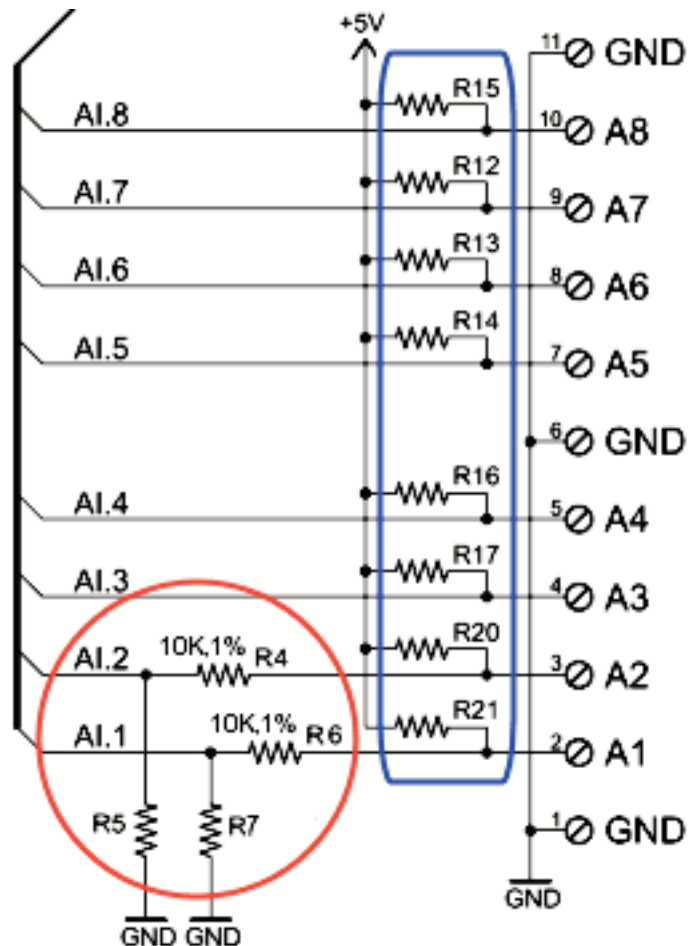 +5V
11 GND
R15
AI.8
10 A8
R12
AI.7
9 A7
R13
AI.6
8 A6
R14
AI.5
7 A5
6 GND
R16
AI.4
5 A4
R17
AI.3
4 A3
10K,1% R4
R20
AI.2
3 A2
10K,1% R6
R21
AI.1
2 A1
R5
R7
1 GND
GND
GND GND